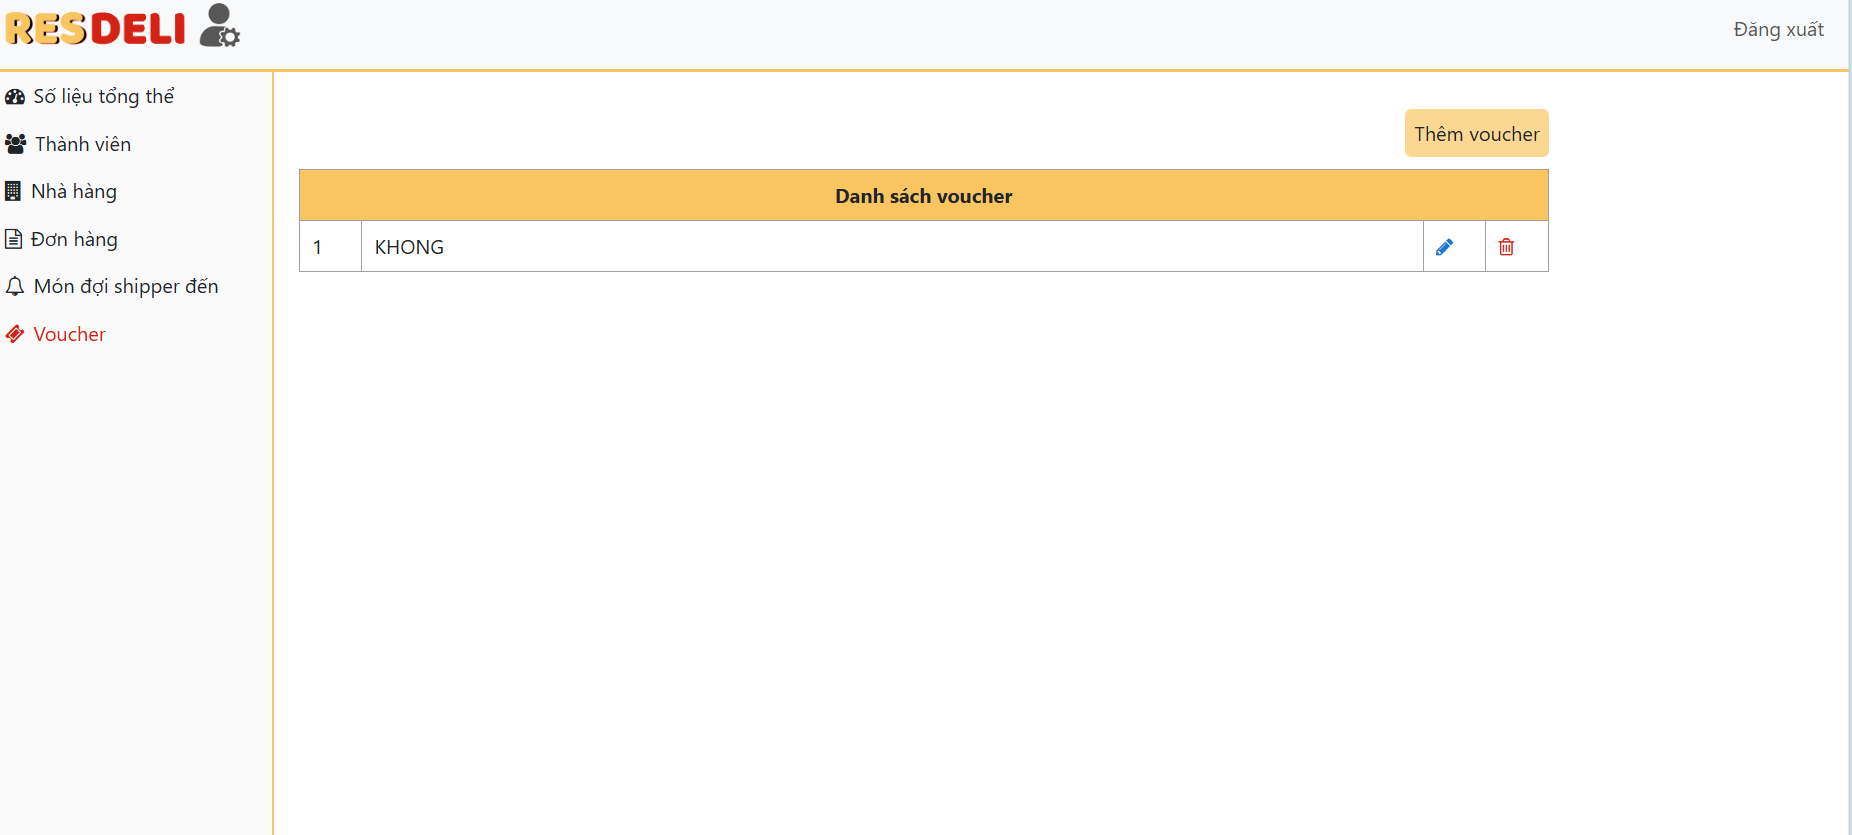 RESDELI
Đăng xuất
Số liệu tổng thể
Thành viên
Nhà hàng
Đơn hàng
Món đợi shipper đến
Voucher
Thêm voucher
Danh sách voucher
1 KHONG